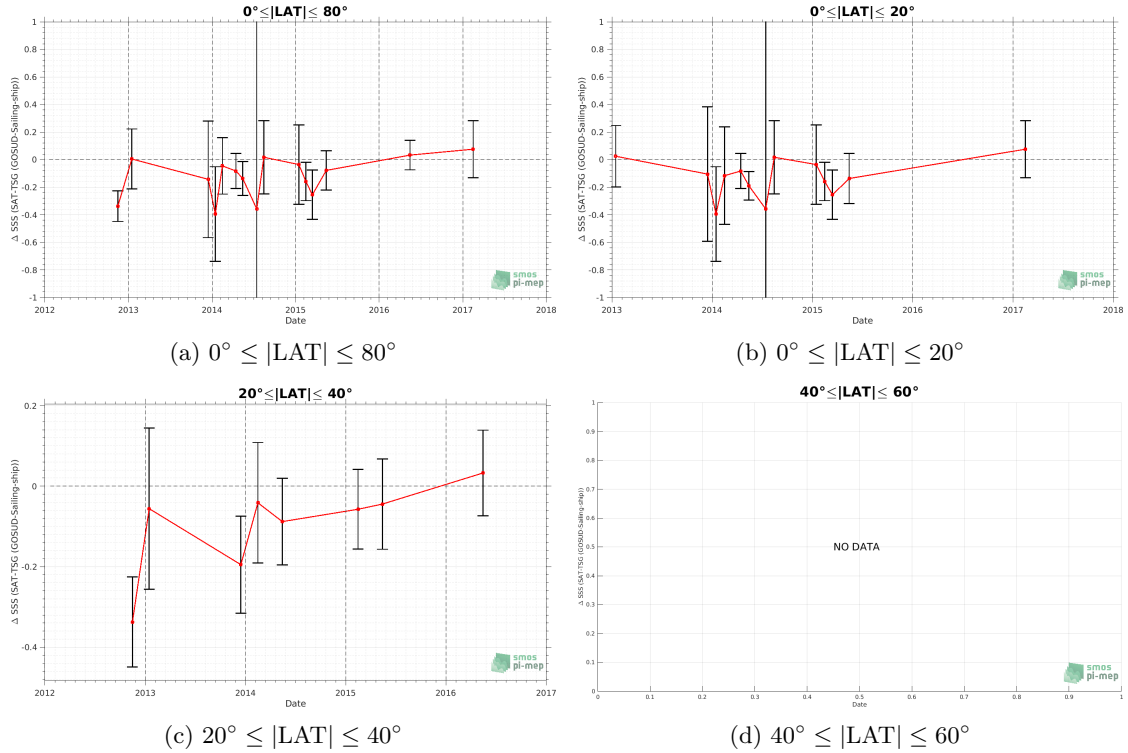 0°≤|LAT|≤ 80°
1
0.8
0.6
0.4
0.2
0
-0.2
-0.4
-0.6
-0.8
-1
Δ SSS (SAT-TSG (GOSUD-Sailing-ship))
2012 2013 2014 2015 2016 2017 2018
Date
smos
pi-mep
(a) 0° ≤ |LAT| ≤ 80°
0°≤|LAT|≤ 20°
1
0.8
0.6
0.4
0.2
0
-0.2
-0.4
-0.6
-0.8
-1
Δ SSS (SAT-TSG (GOSUD-Sailing-ship))
2013 2014 2015 2016 2017 2018
Date
smos
pi-mep
(b) 0° ≤ |LAT| ≤ 20°
20°≤|LAT|≤ 40°
0.2
0
-0.2
-0.4
Δ SSS (SAT-TSG (GOSUD-Sailing-ship))
2012 2013 2014 2015 2016 2017
Date
smos
pi-mep
(c) 20° ≤ |LAT| ≤ 40°
40°≤|LAT|≤ 60°
1
0.9
0.8
0.7
0.6
0.5
0.4
0.3
0.2
0.1
0
Δ SSS (SAT-TSG (GOSUD-Sailing-ship))
NO DATA
0 0.1 0.2 0.3 0.4 0.5 0.6 0.7 0.8 0.9 1
Date
smos
pi-mep
(d) 40° ≤ |LAT| ≤ 60°